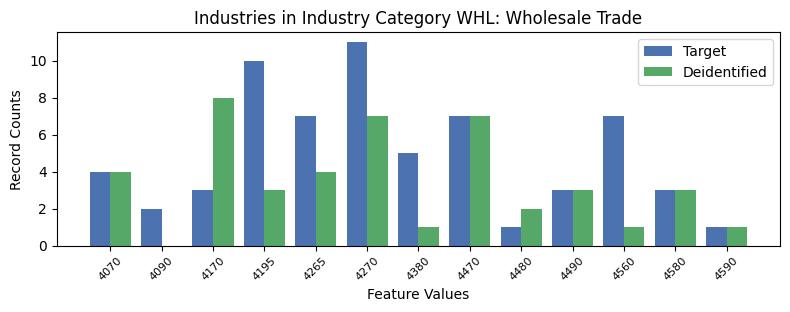 Industries in Industry Category WHL: Wholesale Trade
Target
Deidentified
Record Counts
10
8
6
4
2
0
4070 4090 4170 4195 4265 4270 4380 4470 4480 4490 4560 4580 4590
Feature Values